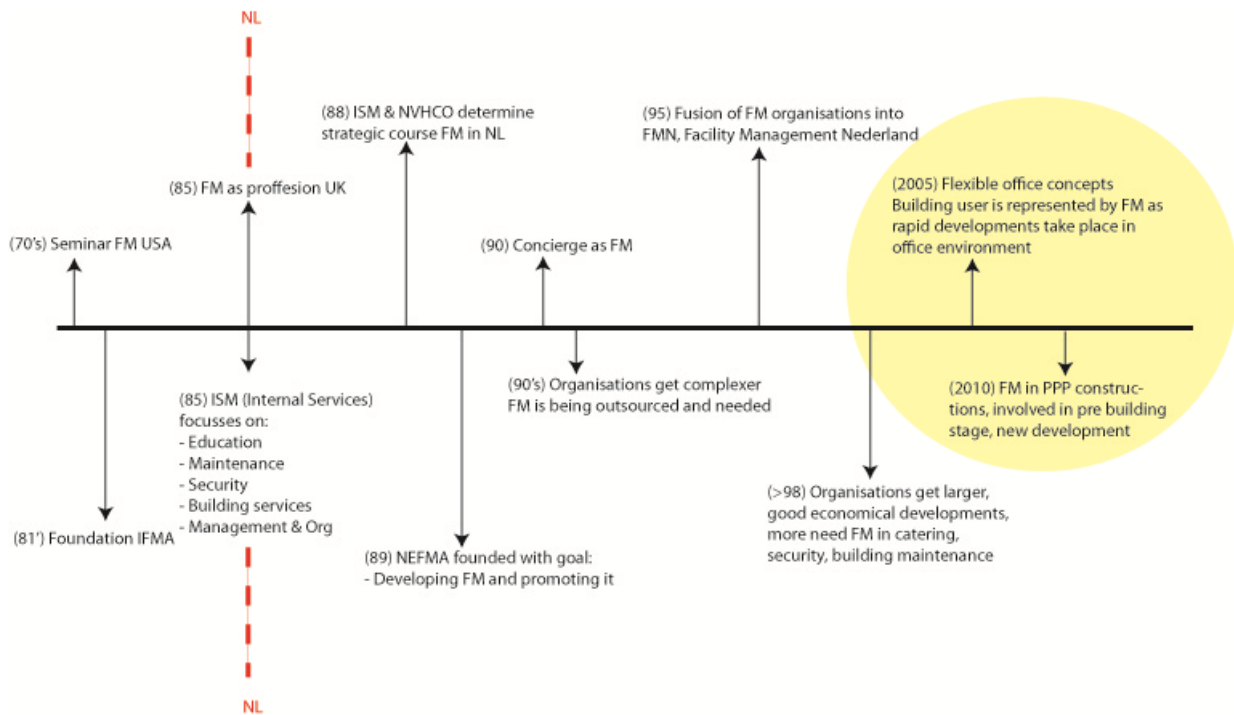 NL
(88) ISM & NVHCO determine
strategic course FM in NL
(95) Fusion of FM organisations into
FMN, Facility Management Nederland
(85) FM as proffesion UK
(2005) Flexible office concepts
Building user is represented by FM as
rapid developments take place in
office environment
(70's) Seminar FM USA
(90) Concierge as FM
(85) ISM (Internal Services)
focusses on:
- Education
- Maintenance
- Security
- Building services
- Management & Org
(90's) Organisations get complexer
FM is being outsourced and needed
(2010) FM in PPP construc-
tions, involved in pre building
stage, new development
(81') Foundation IFMA
(89) NEFMA founded with goal:
- Developing FM and promoting it
(>98) Organisations get larger,
good economical developments,
more need FM in catering,
security, building maintenance
NL